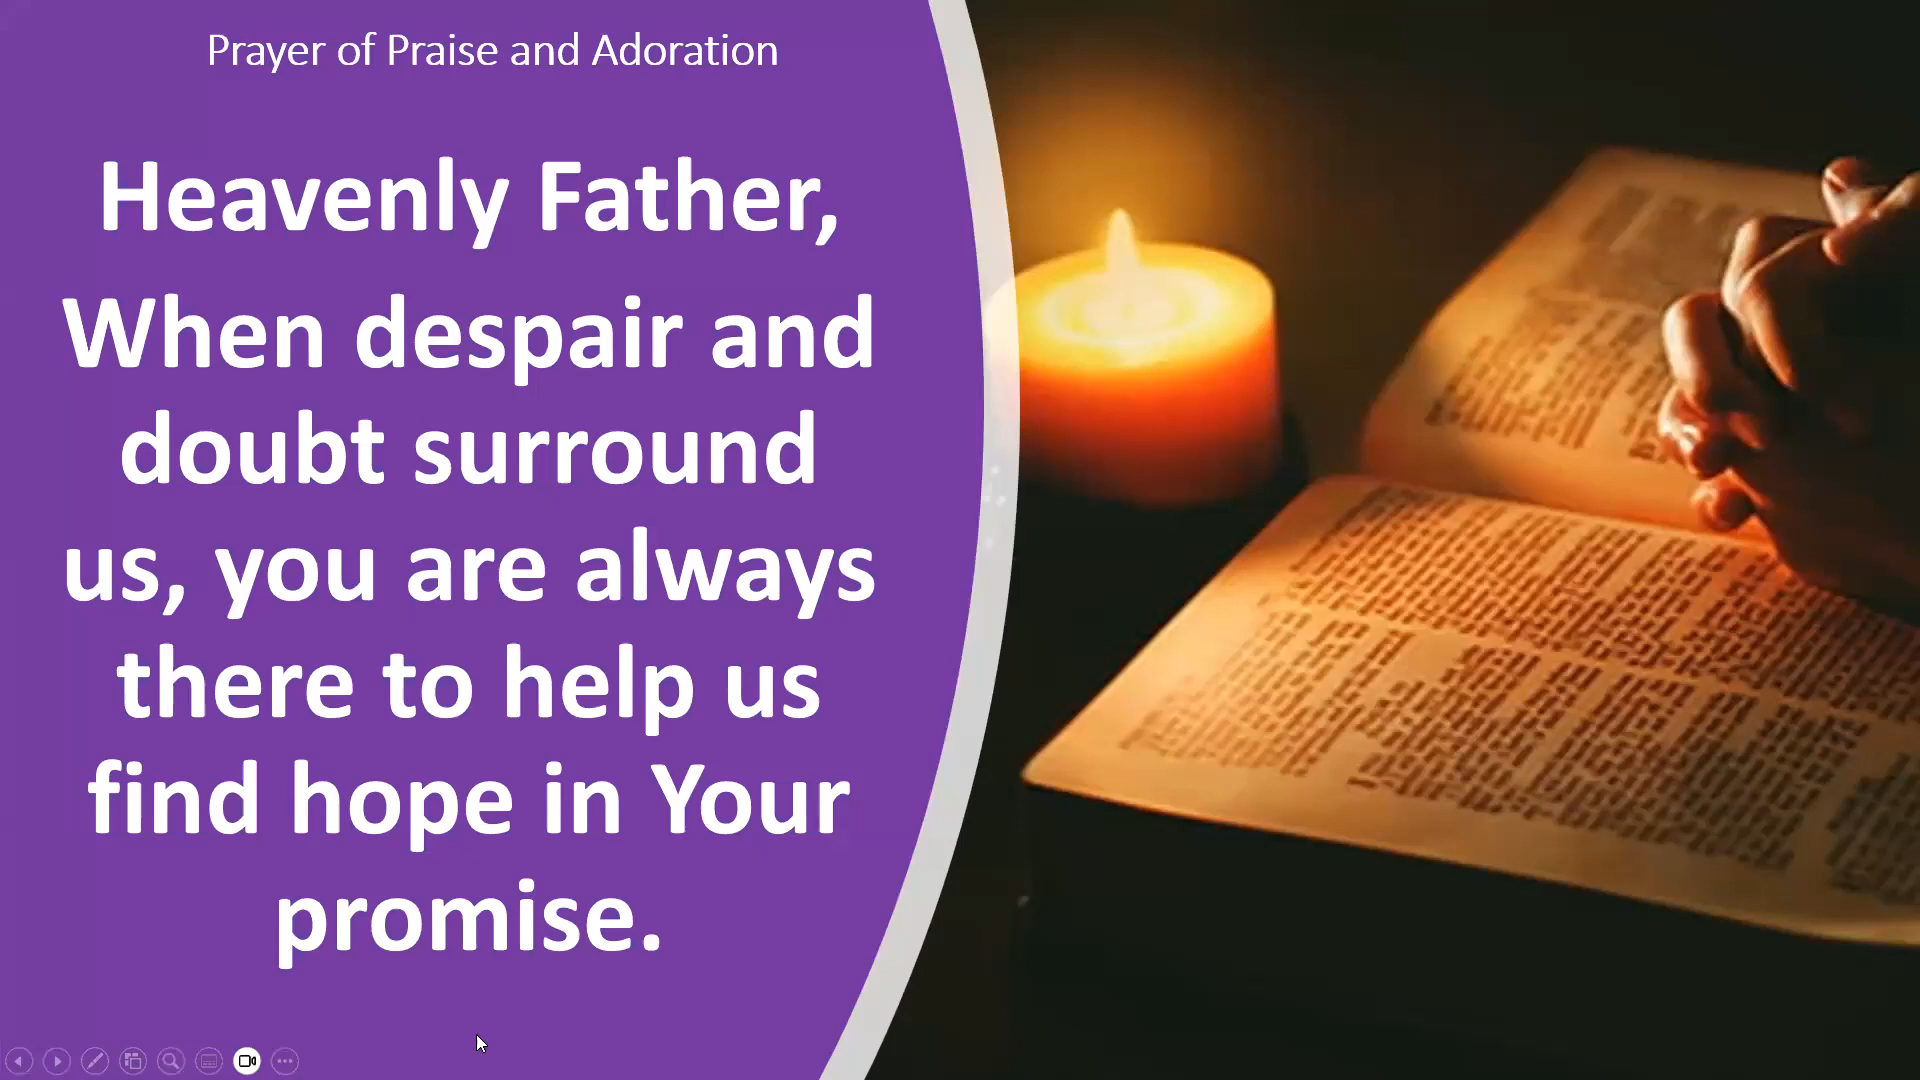 Prayer of Praise and Adoration
Heavenly Father,
When despair and
doubt surround
us, you are always
there to help us
find hope in Your
promise.